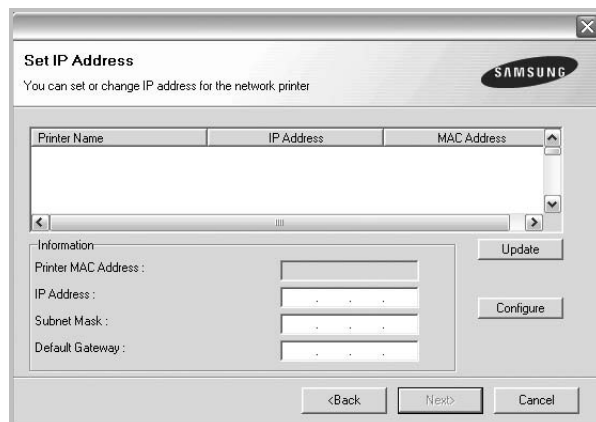 Set IP Address
SAMSUNG
You can set or change IP address for the network printer
Printer Name IP Address MAC Address
Information
Update
Printer MAC Address :
IP Address : . . .
Configure
Subnet Mask : . . .
Default Gateway : . . .
<Back Next> Cancel